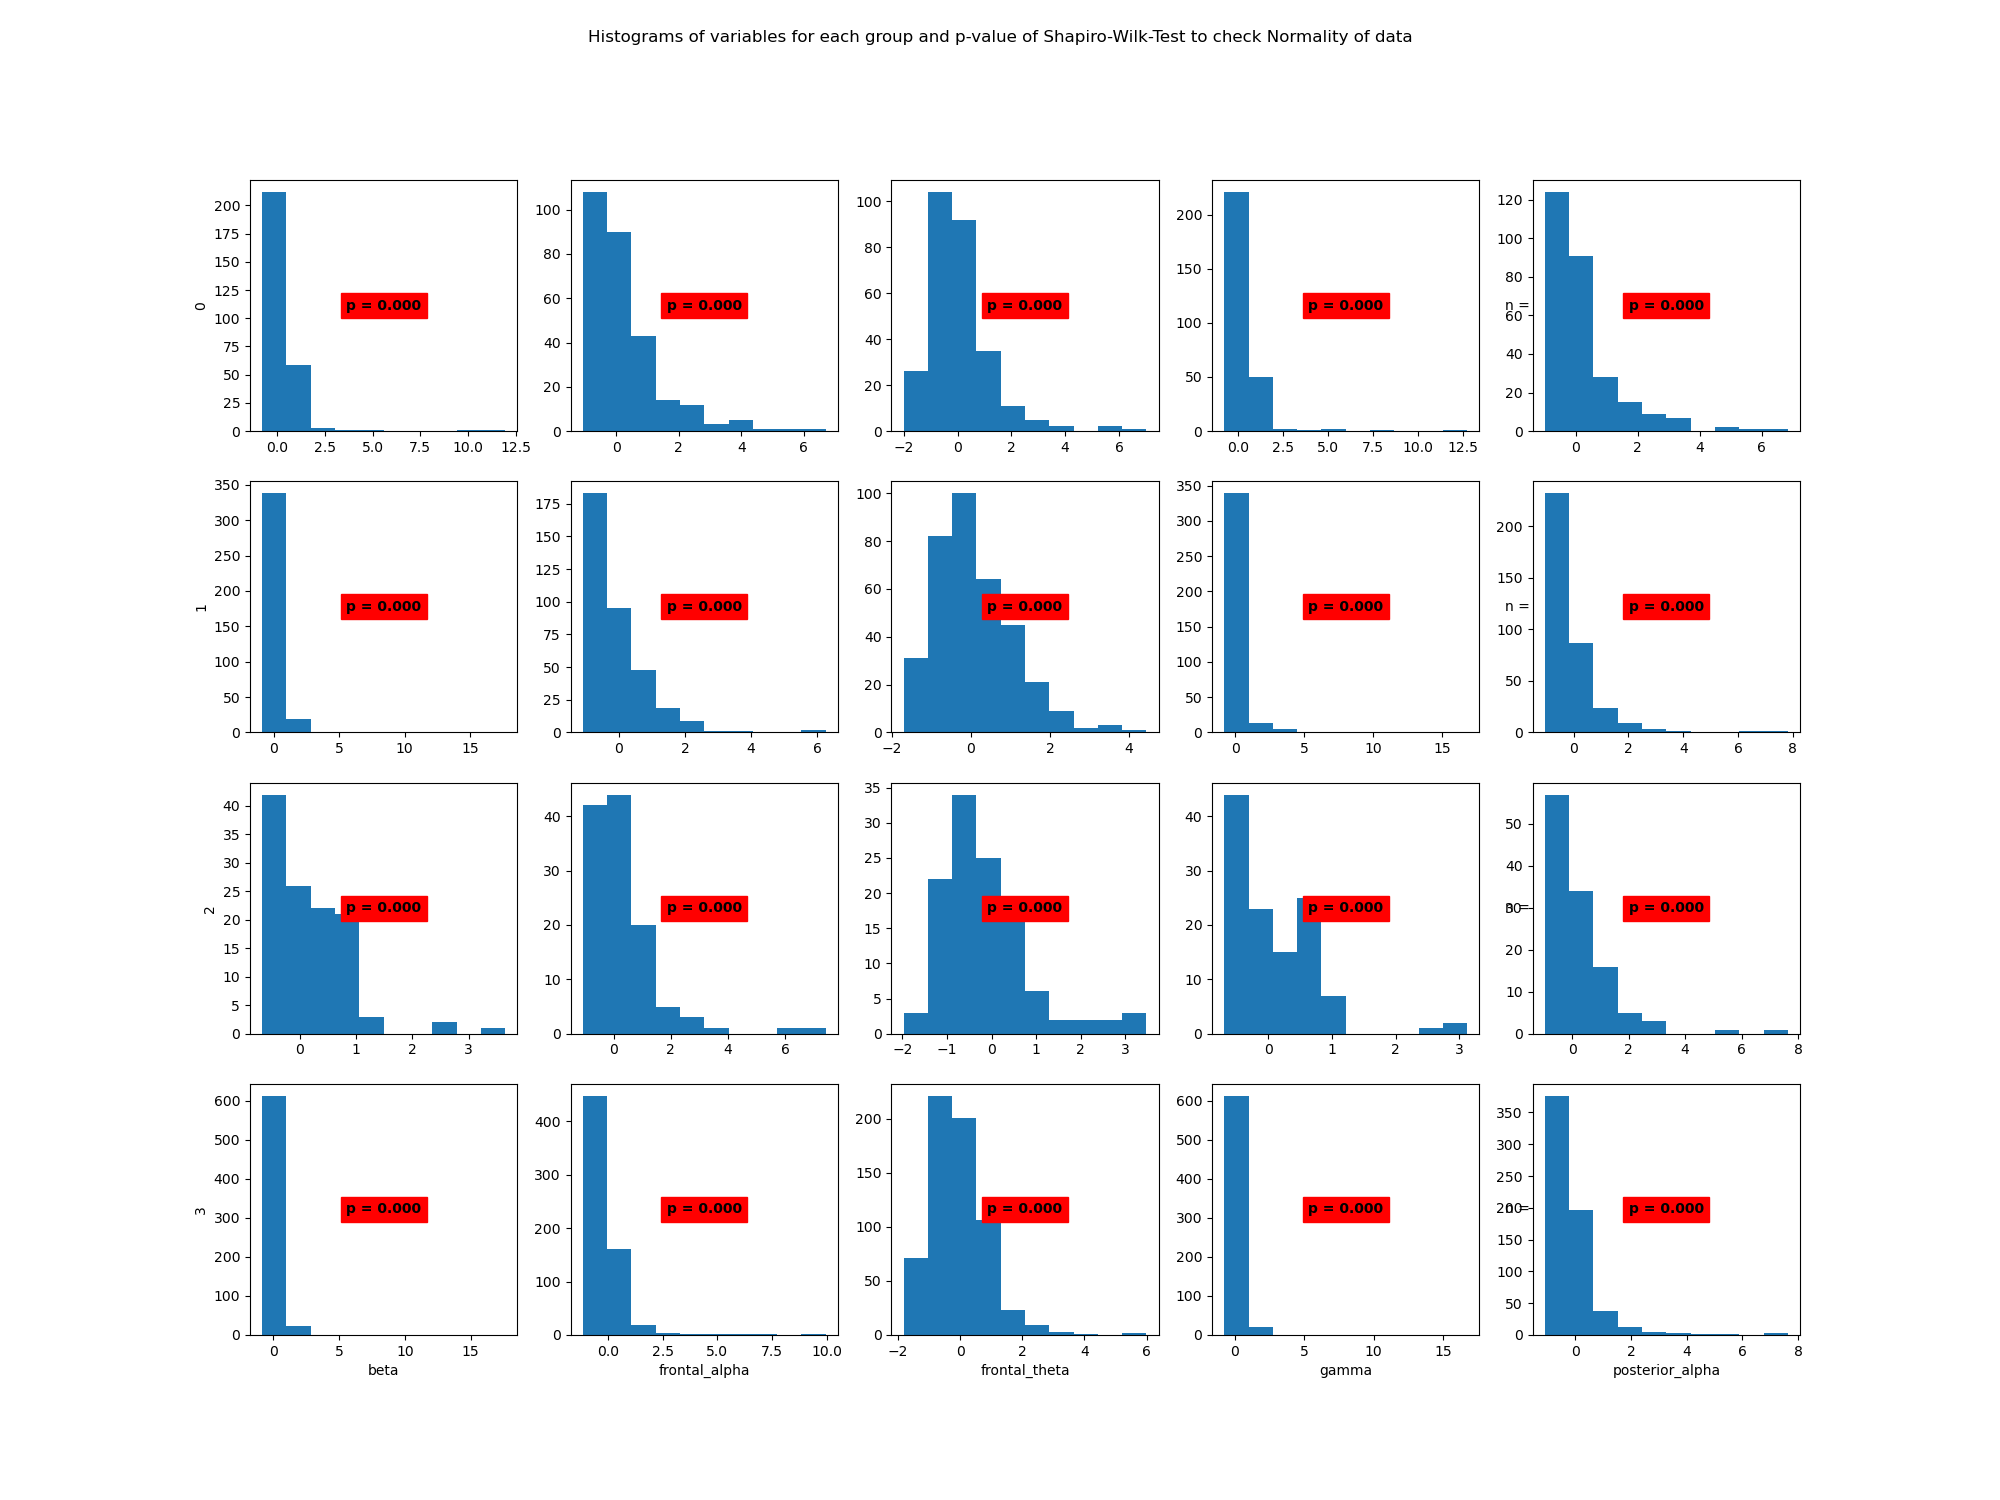 Histograms of variables for each group and p-value of Shapiro-Wilk-Test to check Normality of data
0
200
175
150
125
100
75
50
25
0
p = 0.000
0.0 2.5 5.0 7.5 10.0 12.5
100
80
60
40
20
0
p = 0.000
0 2 4 6
100
80
60
40
20
0
p = 0.000
−2 0 2 4 6
200
150
100
50
0
p = 0.000
0.0 2.5 5.0 7.5 10.0 12.5
n =
120
100
80
60
40
20
0
p = 0.000
0 2 4 6
1
350
300
250
200
150
100
50
0
p = 0.000
0 5 10 15
175
150
125
100
75
50
25
0
p = 0.000
0 2 4 6
100
80
60
40
20
0
p = 0.000
−2 0 2 4
350
300
250
200
150
100
50
0
p = 0.000
0 5 10 15
n =
200
150
100
50
0
p = 0.000
0 2 4 6 8
2
40
35
30
25
20
15
10
5
0
p = 0.000
0 1 2 3
40
30
20
10
0
p = 0.000
0 2 4 6
35
30
25
20
15
10
5
0
p = 0.000
−2 −1 0 1 2 3
40
30
20
10
0
p = 0.000
0 1 2 3
50
40
30
20
10
0
p = 0.000
0 2 4 6 8
3
600
500
400
300
200
100
0
p = 0.000
0 5 10 15
beta
400
300
200
100
0
p = 0.000
0.0 2.5 5.0 7.5 10.0
frontal_alpha
200
150
100
50
0
p = 0.000
−2 0 2 4 6
frontal_theta
600
500
400
300
200
100
0
p = 0.000
0 5 10 15
gamma
350
300
250
200
150
100
50
0
p = 0.000
0 2 4 6 8
posterior_alpha